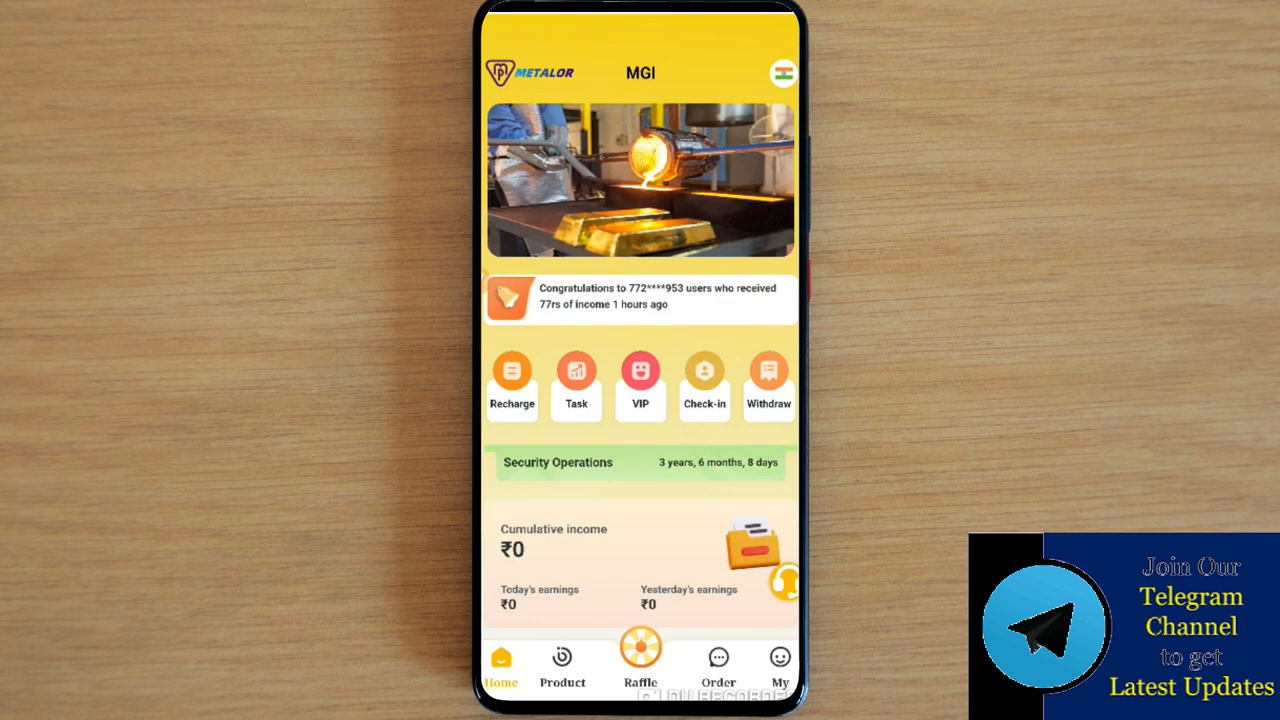 METALOR
MGI
Congratulations to 772****953 users who received
77rs of income 1 hours ago
Recharge
Task
VIP
Check-in
Withdraw
Security Operations
3 years, 6 months, 8 days
Cumulative income
₹0
Today's earnings
Yesterday's earnings
₹0
₹0
Home
Product
Raffle
Order
My
Join Our
Telegram
Channel
to get
Latest Updates